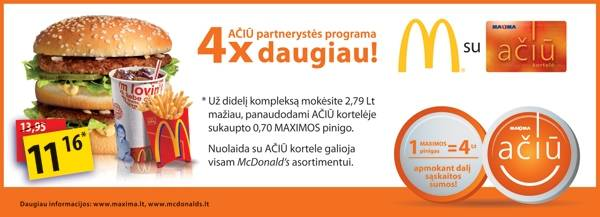 AČIŪ partnerystės programa
4x daugiau!
M su
MAXIMA
ačiū
kortelė
i'm
lovin'
13,95
11 16*
* Už didelį kompleksą mokėsite 2,79 Lt
mažiau, panaudodami AČIŪ kortelėje
sukaupto 0,70 MAXIMOS pinigo.
Nuolaida su AČIŪ kortele galioja
visam McDonald's asortimentui.
1 MAXIMOS pinigas = 4 Lt
apmokant dalį
sąskaitos
sumos!
MAXIMA
ačiū
Daugiau informacijos: www.maxima.lt, www.mcdonalds.lt